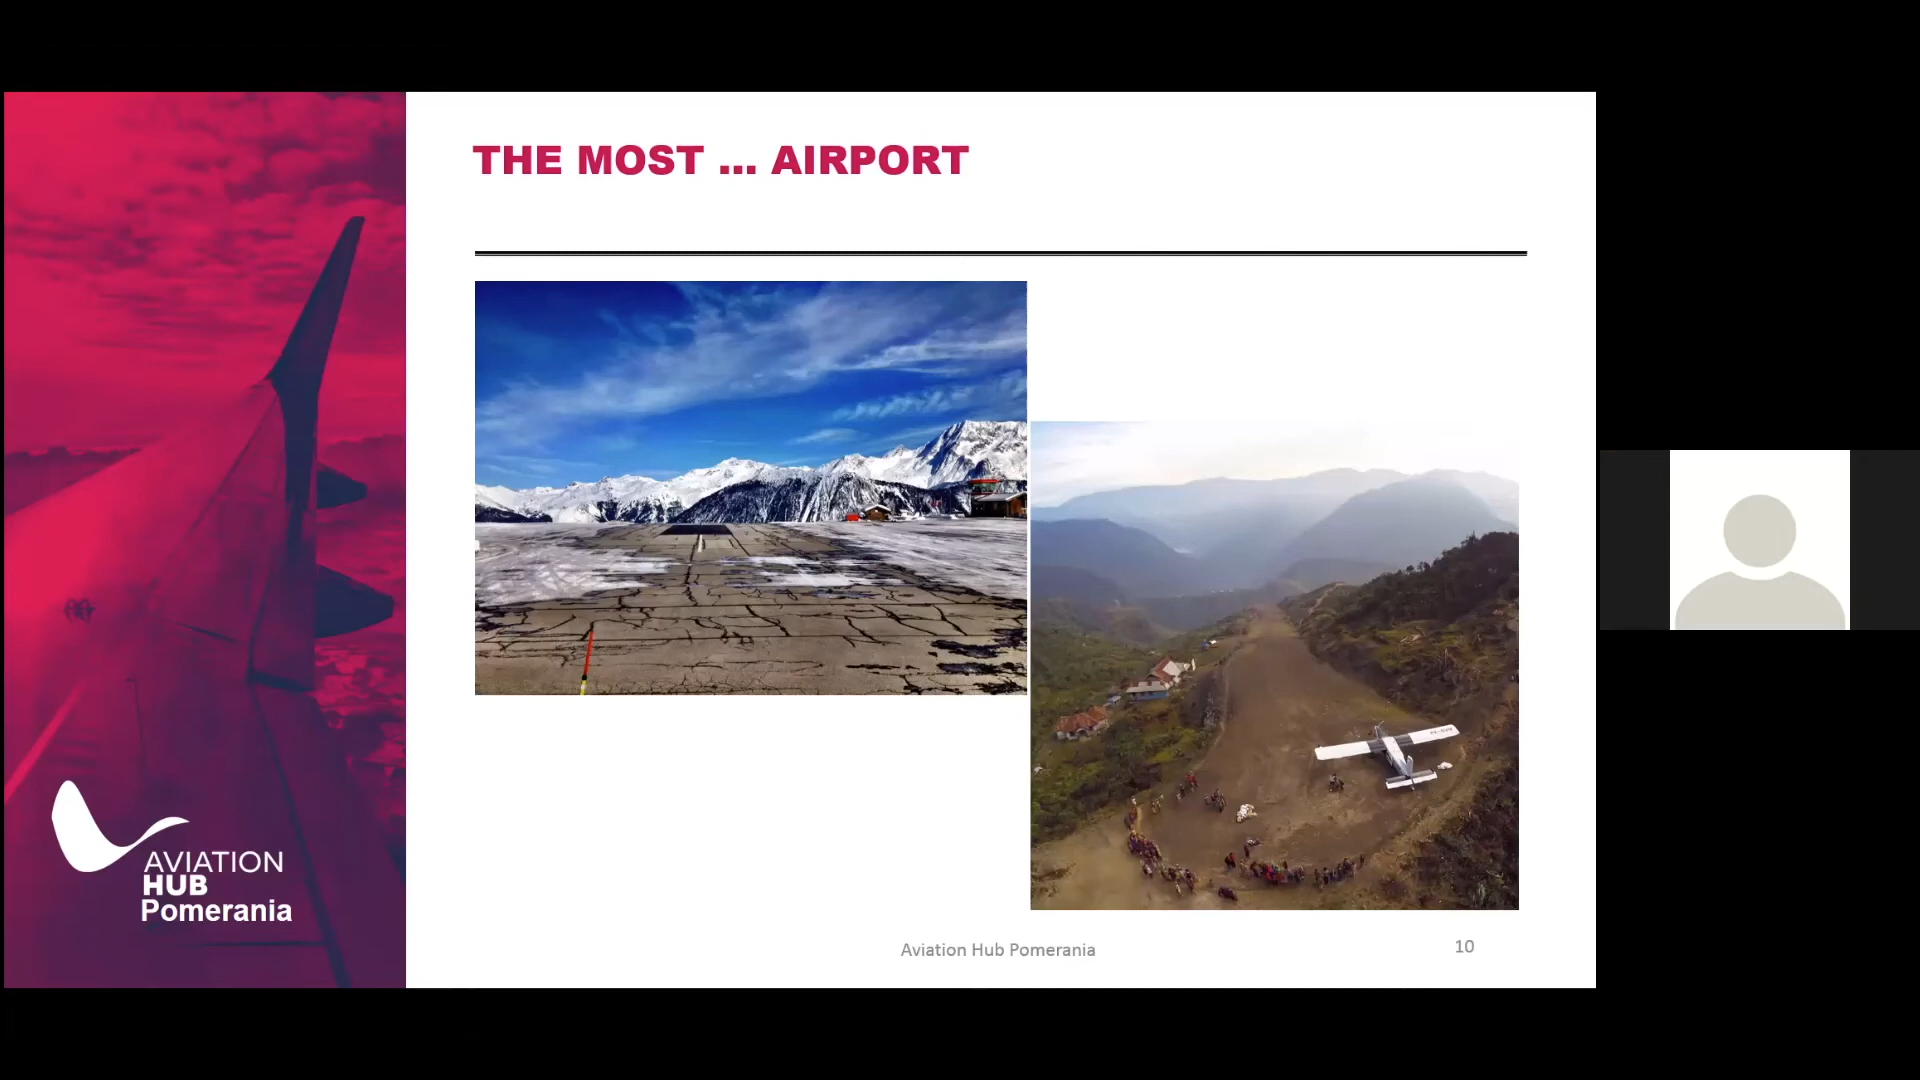 THE MOST ... AIRPORT
AVIATION
HUB
Pomerania
Aviation Hub Pomerania
10